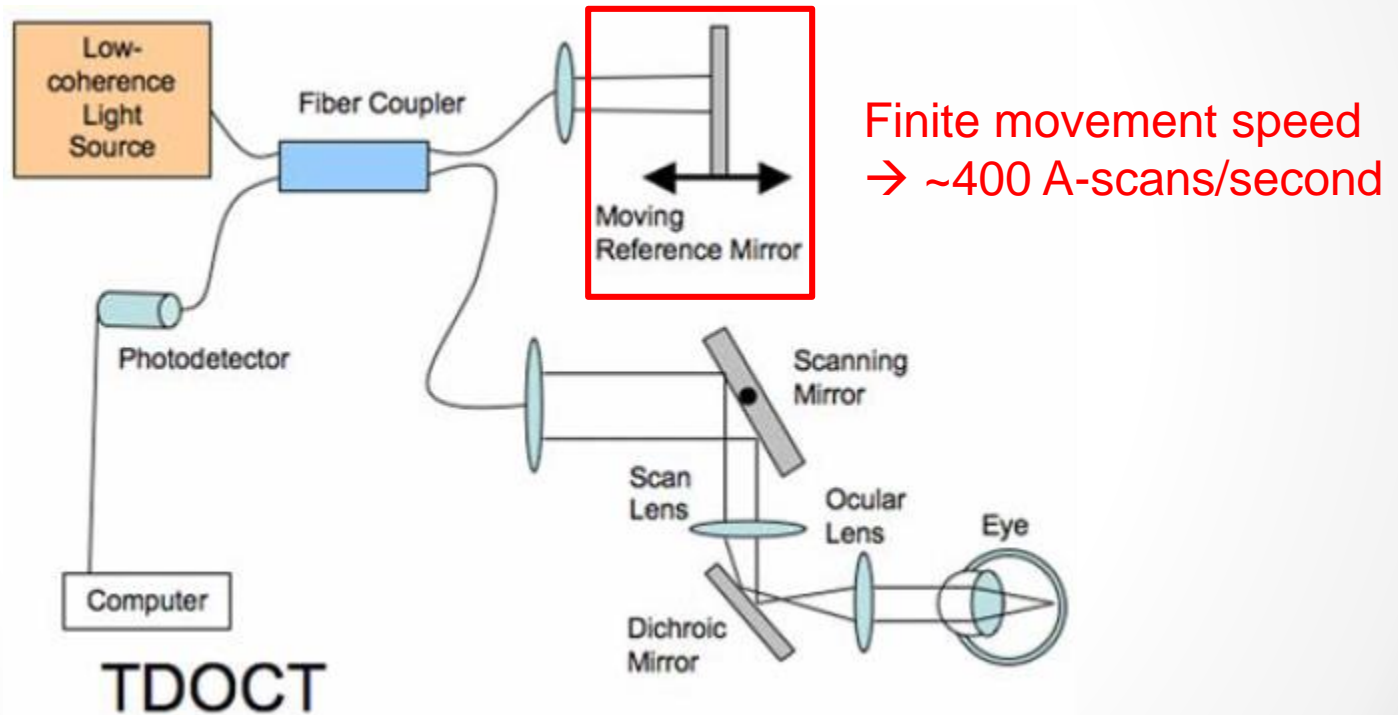 Low-
coherence
Light
Source
Fiber Coupler
Moving
Reference Mirror
Finite movement speed
→ ~400 A-scans/second
Photodetector
Scanning
Mirror
Scan
Lens
Ocular
Lens
Eye
Computer
Dichroic
Mirror
TDOCT